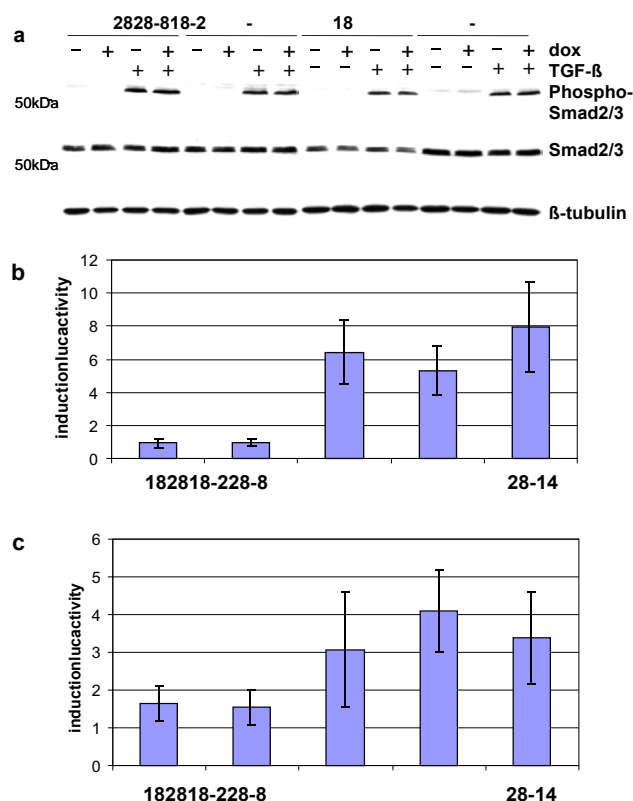 a
2828-818-2 - 18 -
- + - + - + - + - + - + - + - + dox
- - + + - - + + - - + + - - + + TGF-ß
50kDa
Phospho-
Smad2/3
50kDa
Smad2/3
ß-tubulin
b
inductionlucactivity
12
10
8
6
4
2
0
182818-228-8 28-14
c
inductionlucactivity
6
5
4
3
2
1
0
182818-228-8 28-14